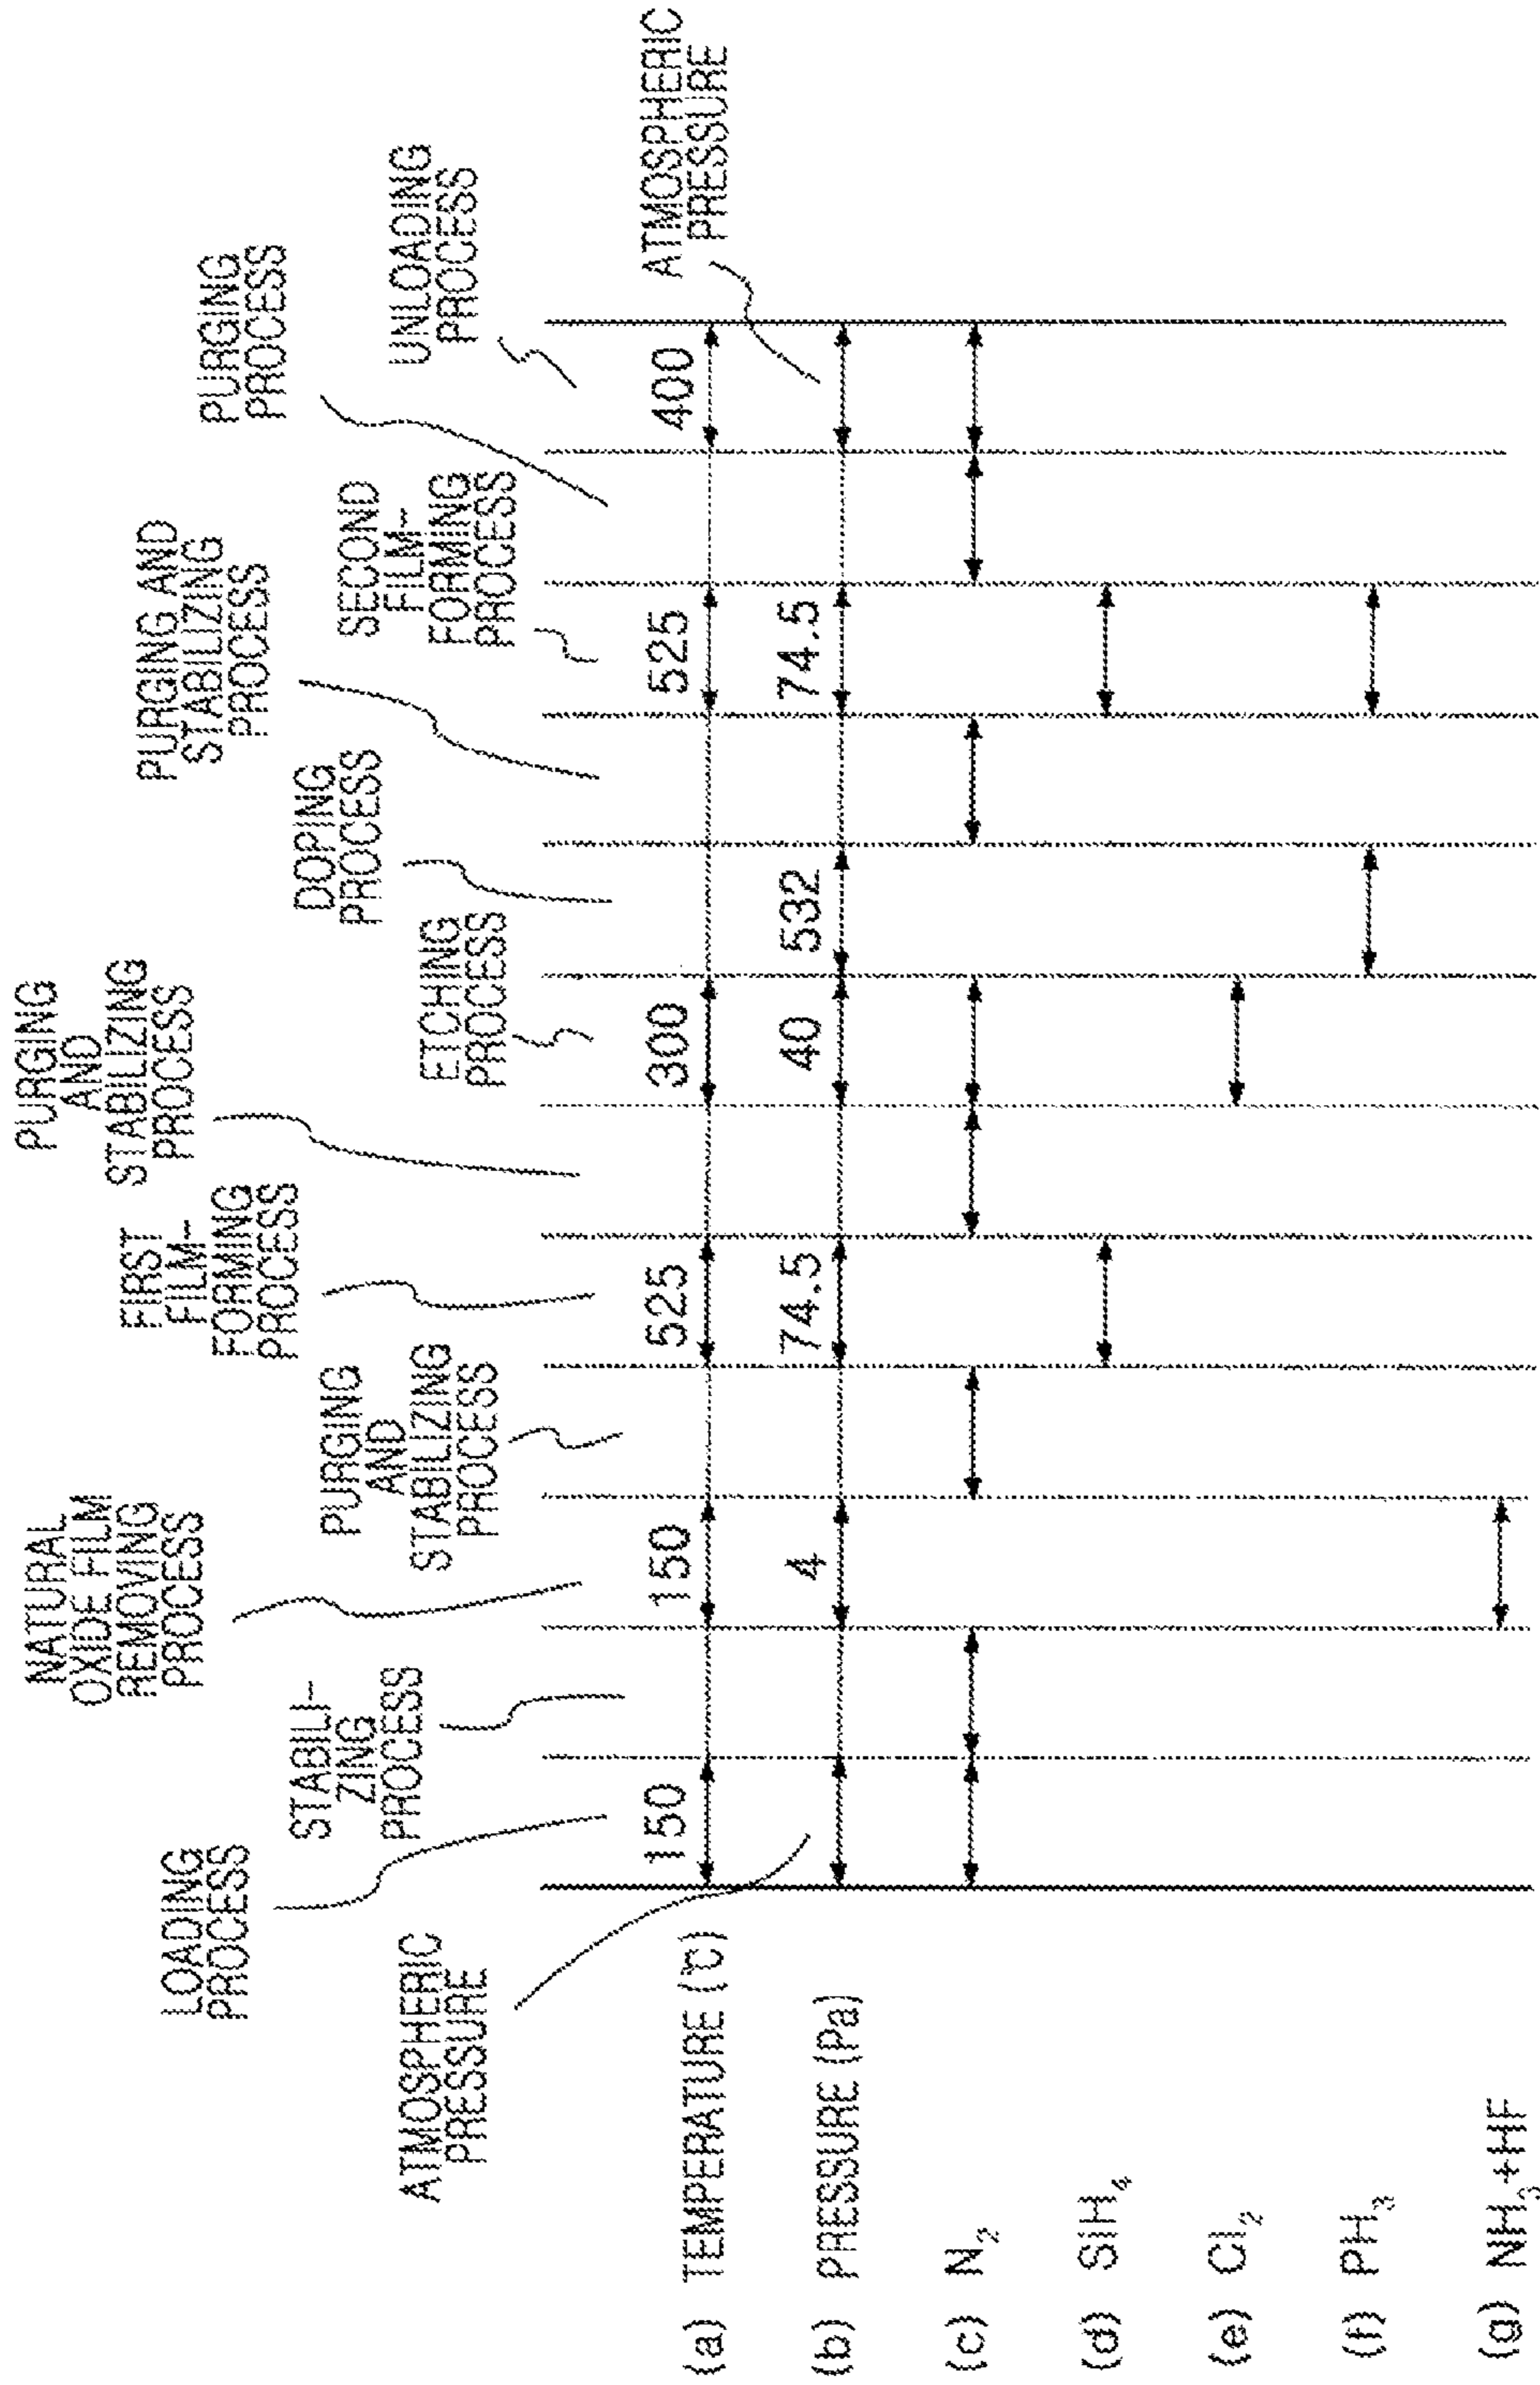 LOADING
PROCESS
STABILI-
ZING
PROCESS
NATURAL
OXIDE FILM
REMOVING
PROCESS
PURGING
AND
STABILIZING
PROCESS
FIRST
FILM-
FORMING
PROCESS
PURGING
AND
STABILIZING
PROCESS
ETCHING
PROCESS
DOPING
PROCESS
PURGING AND
STABILIZING
PROCESS
SECOND
FILM-
FORMING
PROCESS
PURGING
PROCESS
UNLOADING
PROCESS
ATMOSPHERIC
PRESSURE
ATMOSPHERIC
PRESSURE
(a) TEMPERATURE (℃) 150 150 525 300 525 400
(b) PRESSURE (Pa) 4 74.5 40 532 74.5
(c) N₂
(d) SiH₄
(e) Cl₂
(f) PH₃
(g) NH₃+HF